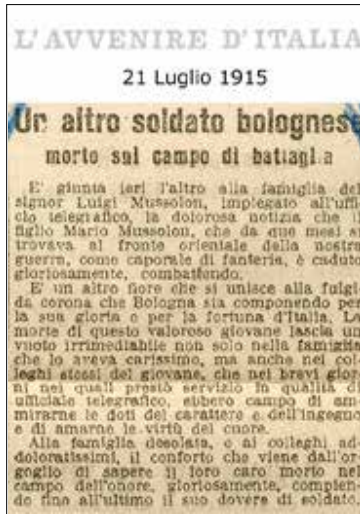 L'AVVENIRE D'ITALIA
21 Luglio 1915
Un altro soldato bolognese
morto sul campo di battaglia
E' giunta ieri l'altro alla famiglia del
signor Luigi Mussolon, impiegato all'uffi-
cio telegrafico, la dolorosa notizia che il
figlio Mario Mussolon, che da due mesi si
trovava al fronte orientale della nostra
guerra, come caporale di fanteria, è caduto
gloriosamente, combattendo.
E' un altro fiore che si unisce alla fulgi-
da corona che Bologna sta componendo per
la sua gloria e per la fortuna d'Italia. La
morte di questo valoroso giovane lascia un
vuoto irrimediabile non solo nella famiglia
che lo aveva carissimo, ma anche nei col-
leghi stessi del giovane, che nei brevi gior-
ni nei quali prestò servizio in qualità di
ufficiale telegrafico, ebbero campo di am-
mirarne le doti del carattere e dell'ingegno
e di amarne le virtù del cuore.
Alla famiglia desolata, e ai colleghi ad-
doloratissimi, il conforto che viene dall'or-
goglio di sapere il loro caro morto nel
campo dell'onore, gloriosamente, compien-
do fino all'ultimo il suo dovere di soldato.